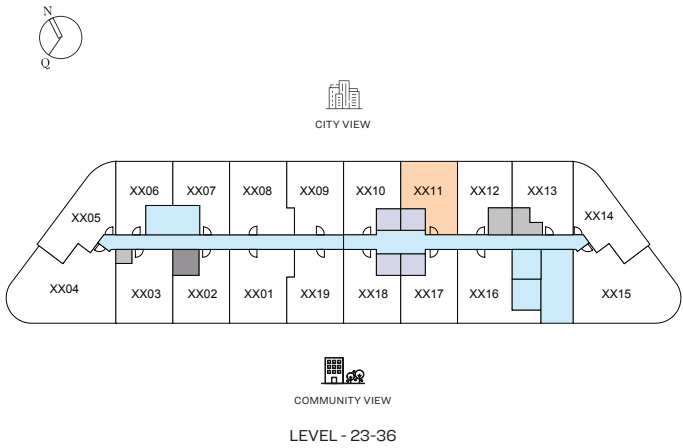 N
Q
CITY VIEW
XX06 XX07 XX08 XX09 XX10 XX11 XX12 XX13
XX05 XX14
XX04 XX03 XX02 XX01 XX19 XX18 XX17 XX16 XX15
COMMUNITY VIEW
LEVEL - 23-36